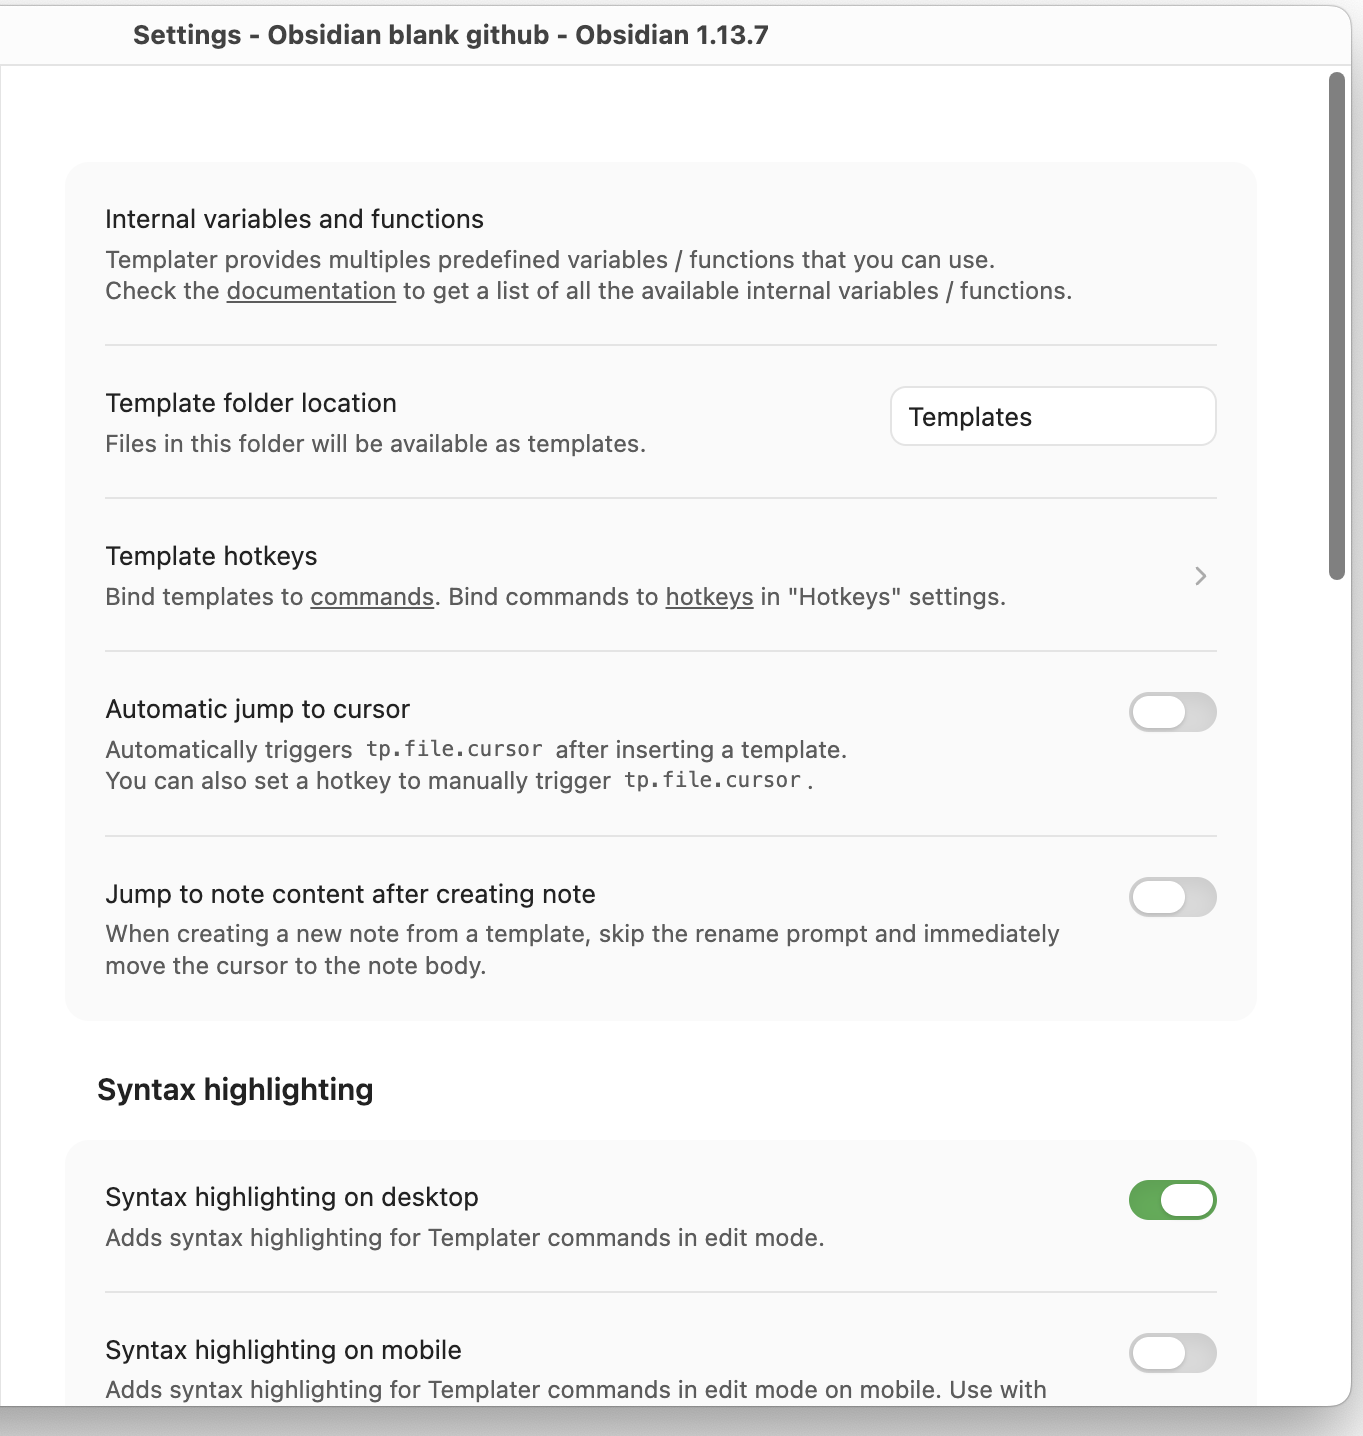 Settings - Obsidian blank github - Obsidian 1.13.7
Internal variables and functions
Templater provides multiples predefined variables / functions that you can use.
Check the documentation to get a list of all the available internal variables / functions.
Template folder location
Files in this folder will be available as templates.
Templates
Template hotkeys
Bind templates to commands. Bind commands to hotkeys in "Hotkeys" settings.
Automatic jump to cursor
Automatically triggers tp.file.cursor after inserting a template.
You can also set a hotkey to manually trigger tp.file.cursor.
Jump to note content after creating note
When creating a new note from a template, skip the rename prompt and immediately
move the cursor to the note body.
Syntax highlighting
Syntax highlighting on desktop
Adds syntax highlighting for Templater commands in edit mode.
Syntax highlighting on mobile
Adds syntax highlighting for Templater commands in edit mode on mobile. Use with